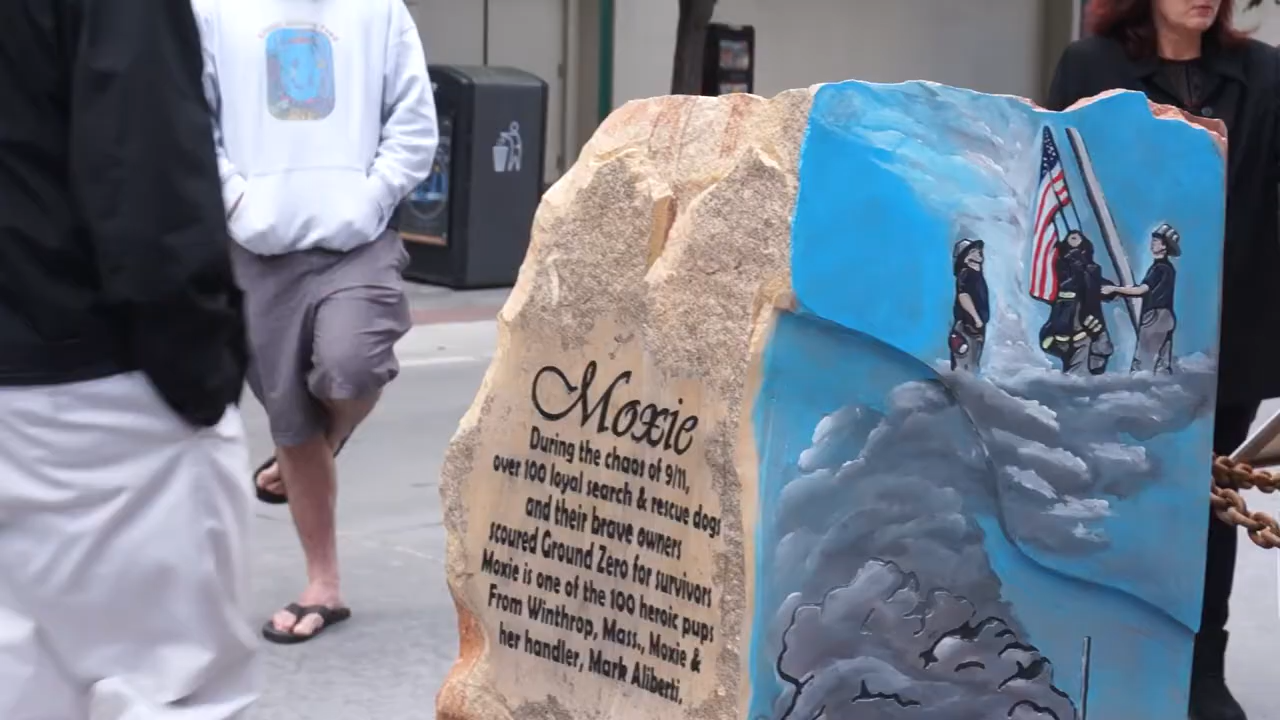 Moxie
During the chaos of 9/11,
over 100 loyal search & rescue dogs
and their brave owners
scoured Ground Zero for survivors
Moxie is one of the 100 heroic pups
From Winthrop, Mass., Moxie &
her handler, Mark Aliberti,